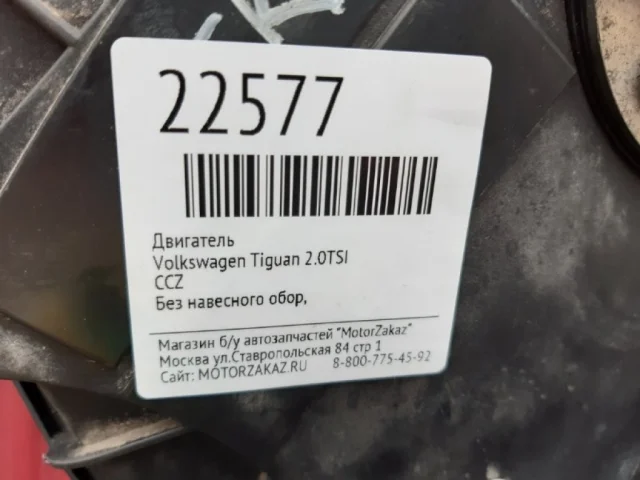 22577
Двигатель
Volkswagen Tiguan 2.0TSI
CCZ
Без навесного обор,
Магазин б/у автозапчастей "MotorZakaz"
Москва ул.Ставропольская 84 стр 1
Сайт: MOTORZAKAZ.RU 8-800-775-45-92